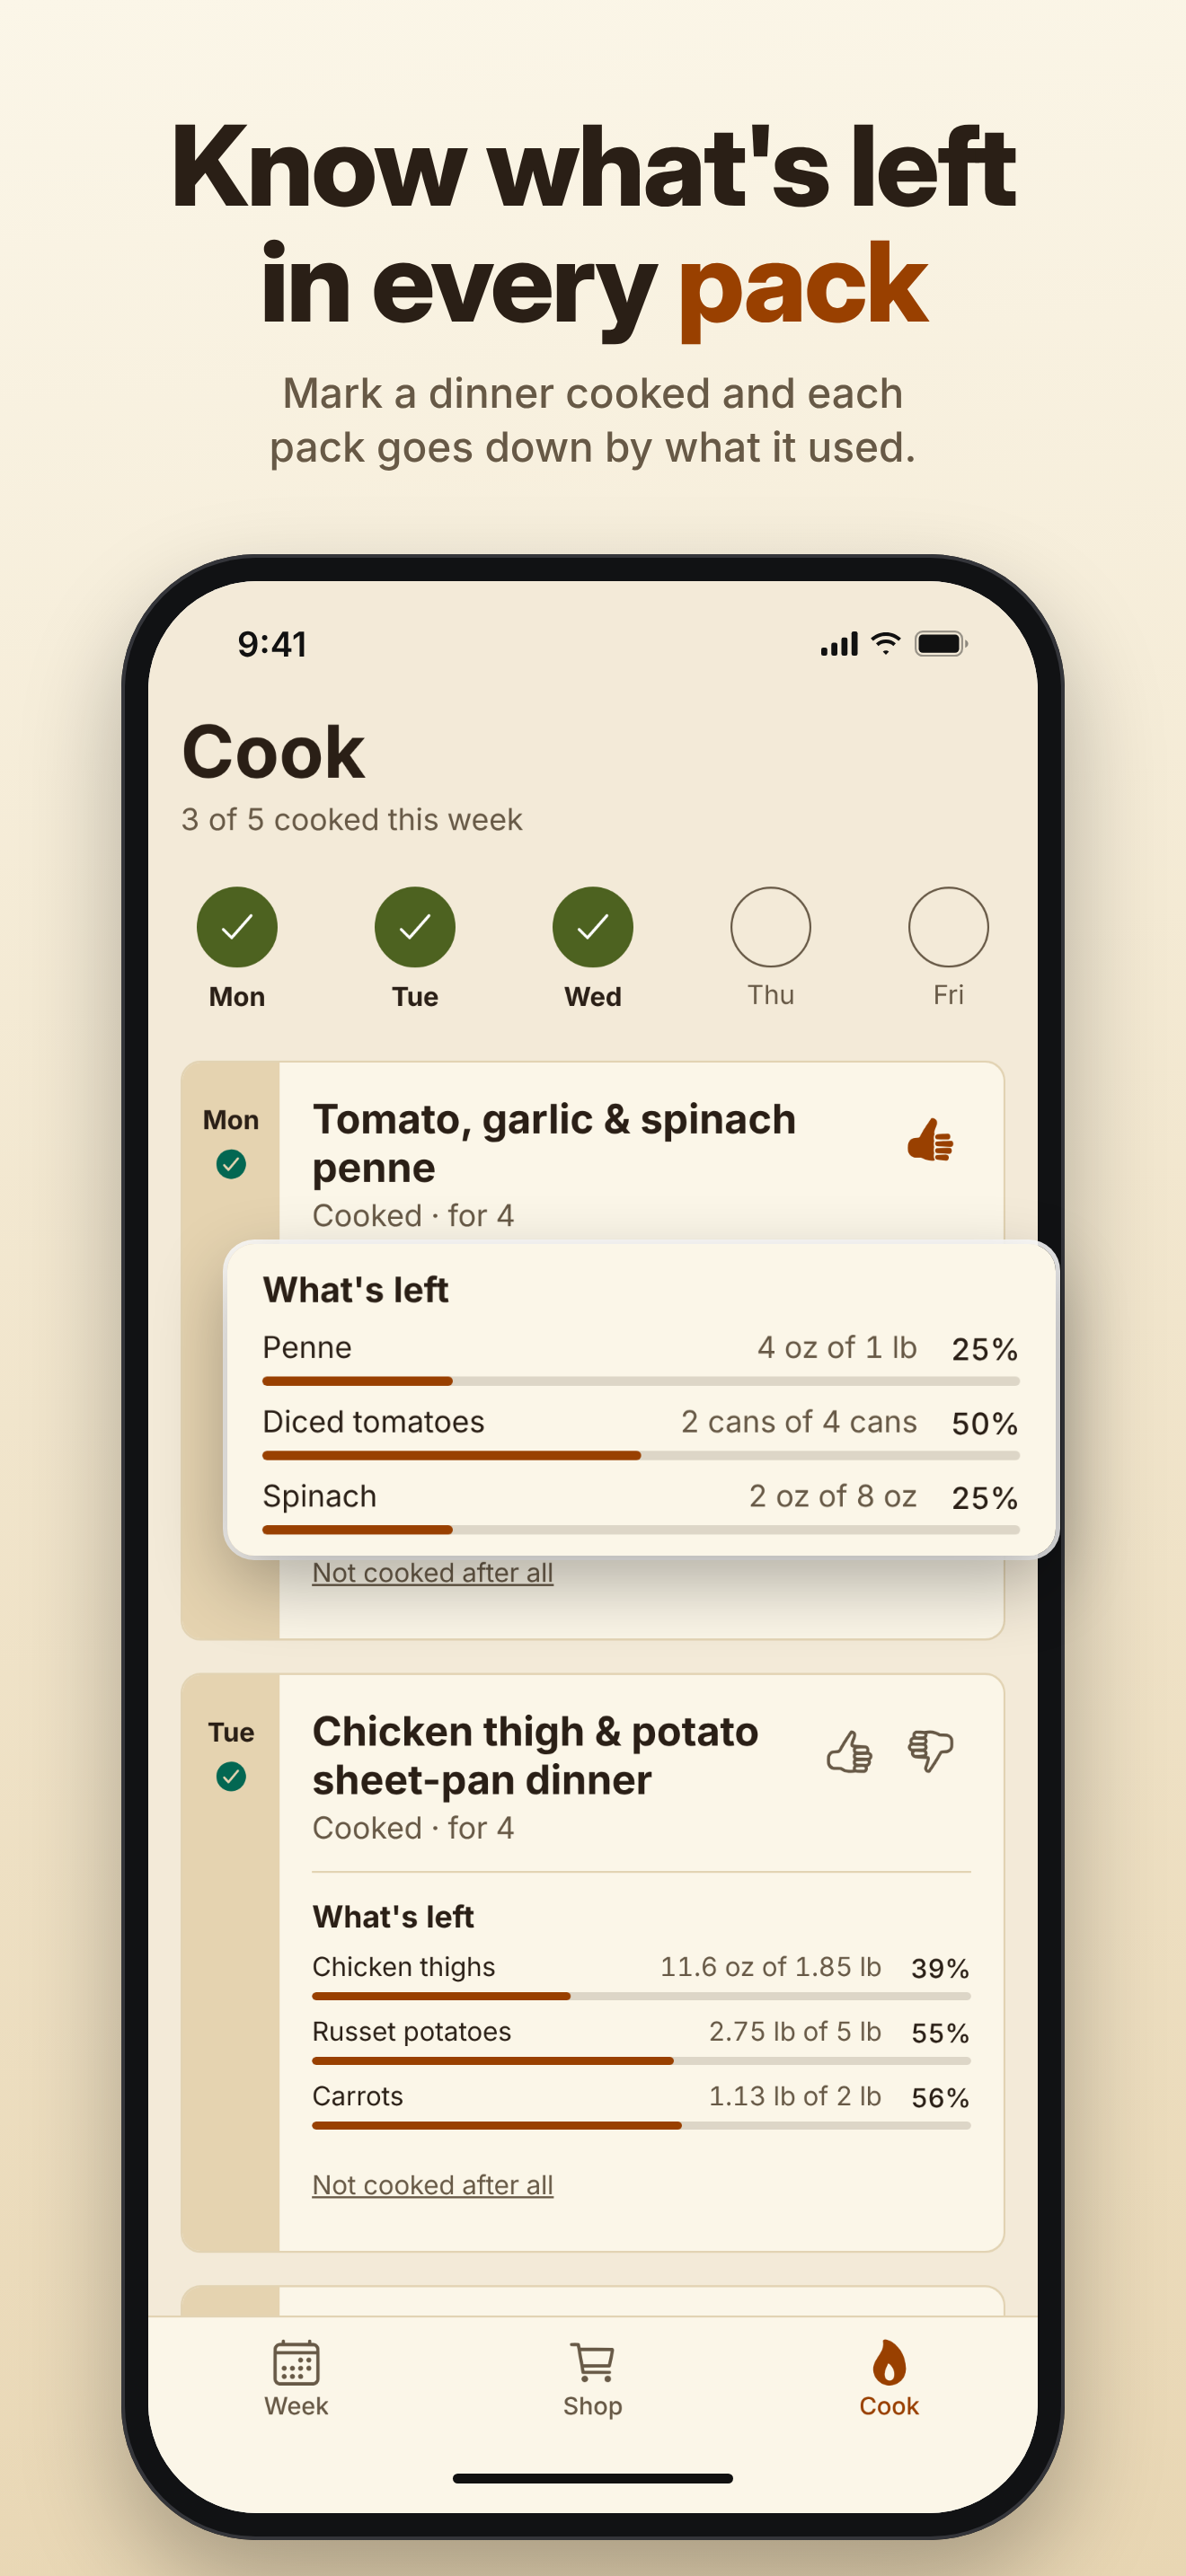 Know what's left
in every pack
Mark a dinner cooked and each
pack goes down by what it used.
9:41
Cook
3 of 5 cooked this week
Mon Tue Wed Thu Fri
Mon
Tomato, garlic & spinach
penne
Cooked · for 4
What's left
Penne 4 oz of 1 lb 25%
Diced tomatoes 2 cans of 4 cans 50%
Spinach 2 oz of 8 oz 25%
Not cooked after all
Tue
Chicken thigh & potato
sheet-pan dinner
Cooked · for 4
What's left
Chicken thighs 11.6 oz of 1.85 lb 39%
Russet potatoes 2.75 lb of 5 lb 55%
Carrots 1.13 lb of 2 lb 56%
Not cooked after all
Week Shop Cook